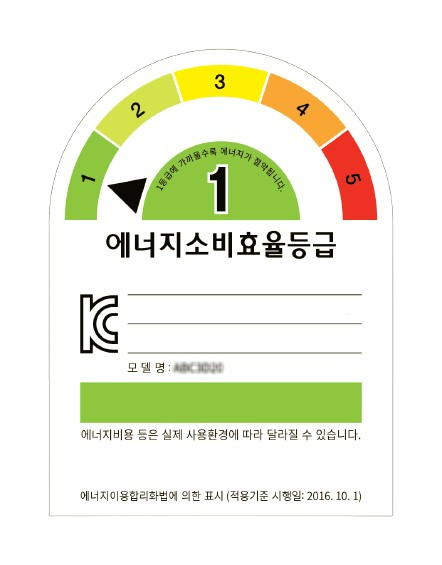 1 2 3 4 5
1등급에 가까울수록 에너지가 절약됩니다.
1
에너지소비효율등급
모 델 명 :
에너지비용 등은 실제 사용환경에 따라 달라질 수 있습니다.
에너지이용합리화법에 의한 표시 (적용기준 시행일: 2016. 10. 1)